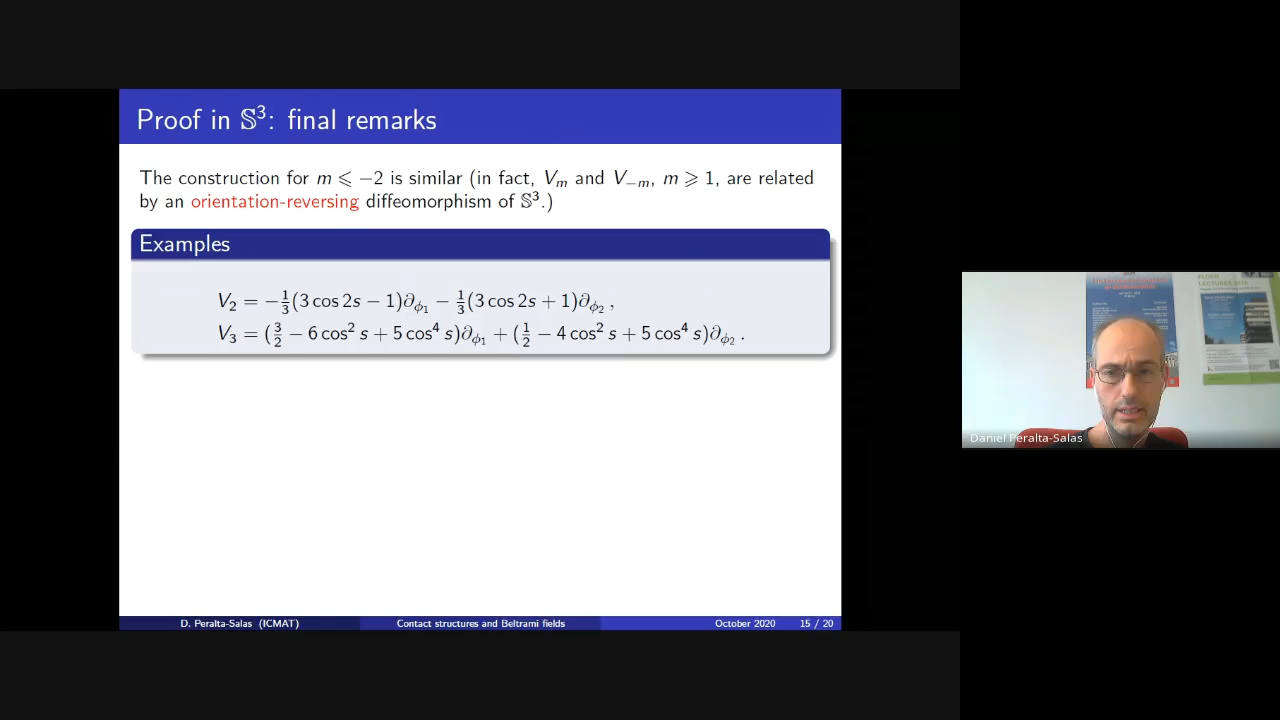 Proof in 𝕊³: final remarks
The construction for m ⩽ −2 is similar (in fact, Vₘ and V₋ₘ, m ⩾ 1, are related
by an orientation-reversing diffeomorphism of 𝕊³.)
Examples
V₂ = −1/3(3 cos 2s − 1)∂_{ϕ₁} − 1/3(3 cos 2s + 1)∂_{ϕ₂} ,
V₃ = (3/2 − 6 cos² s + 5 cos⁴ s)∂_{ϕ₁} + (1/2 − 4 cos² s + 5 cos⁴ s)∂_{ϕ₂} .
D. Peralta-Salas (ICMAT) Contact structures and Beltrami fields October 2020 15 / 20
Daniel Peralta-Salas